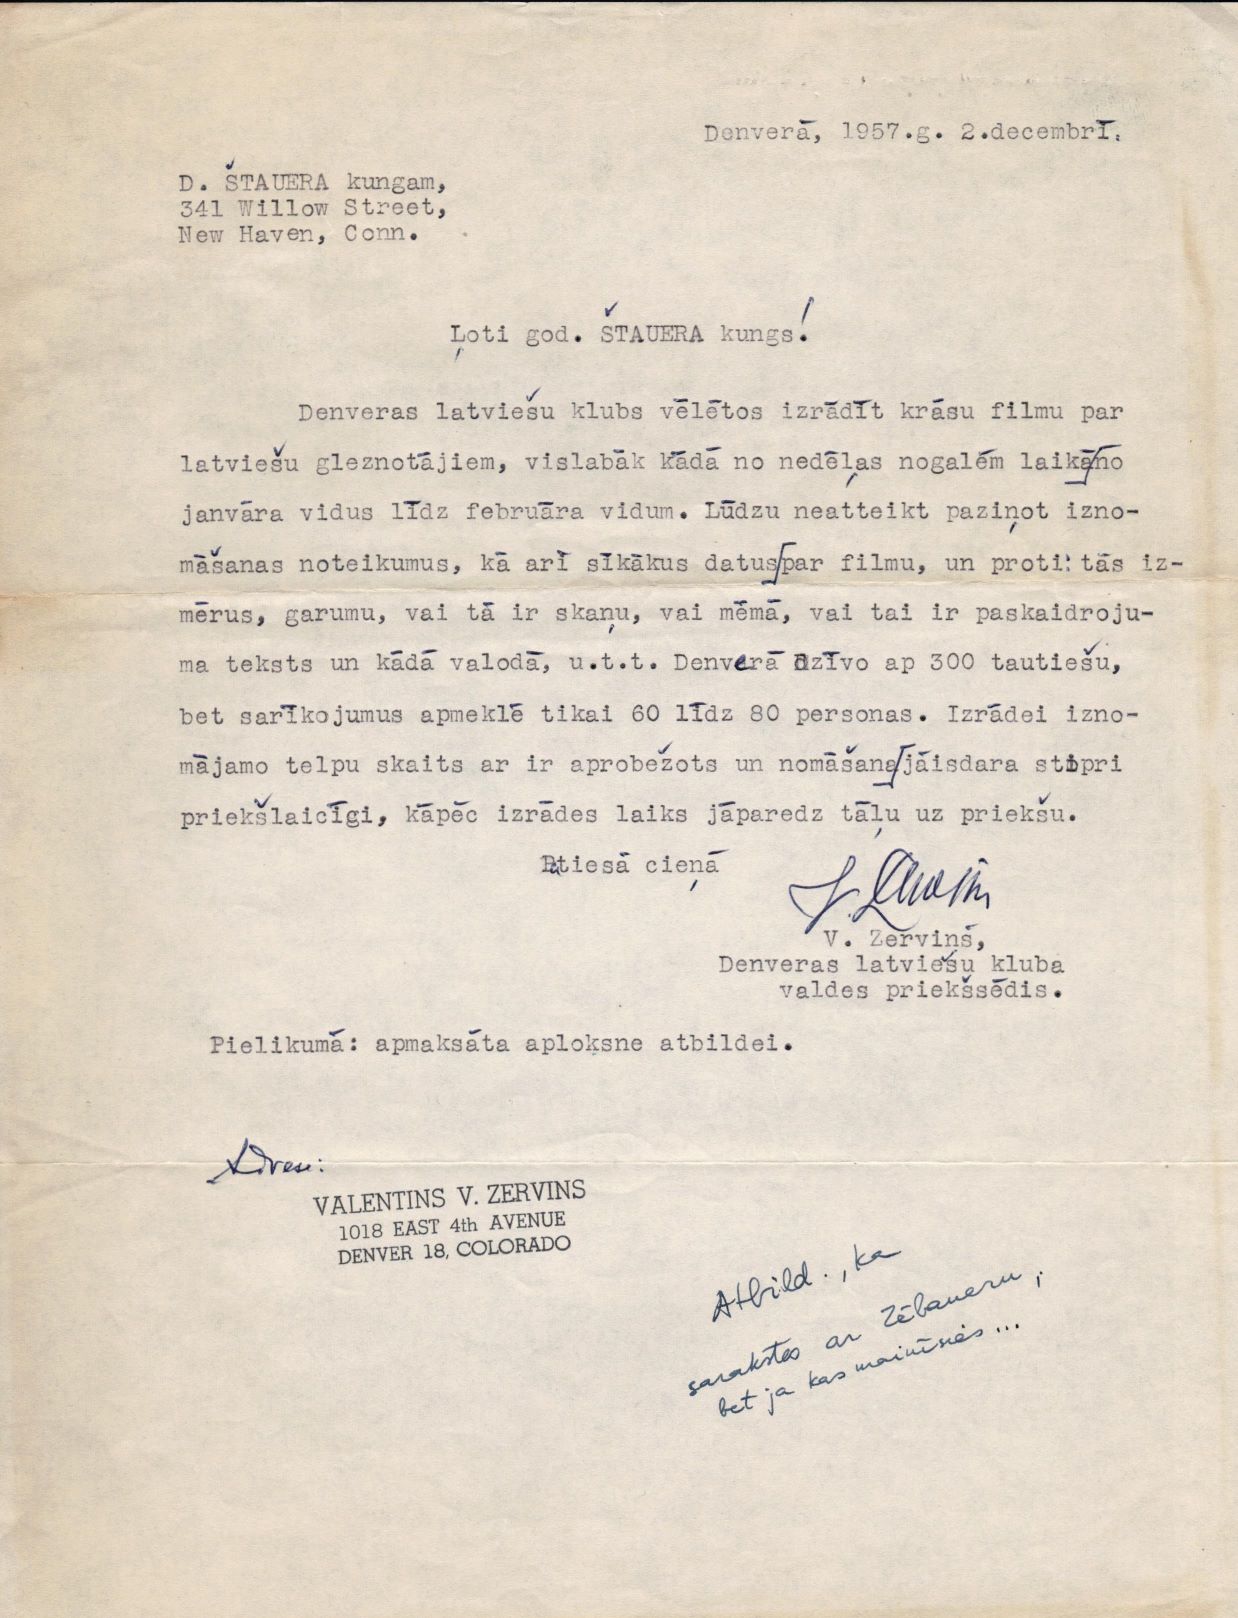 Denverā, 1957.g. 2.decembrī.
D. ŠTAUERA kungam,
341 Willow Street,
New Haven, Conn.
Ļoti god. ŠTAUERA kungs!
Denveras latviešu klubs vēlētos izrādīt krāsu filmu par
latviešu gleznotājiem, vislabāk kādā no nedēļas nogalēm laikā no
janvāra vidus līdz februāra vidum. Lūdzu neatteikt paziņot izno-
māšanas noteikumus, kā arī sīkākus datus par filmu, un proti: tās iz-
mērus, garumu, vai tā ir skaņu, vai mēmā, vai tai ir paskaidroju-
ma teksts un kādā valodā, u.t.t. Denverā dzīvo ap 300 tautiešu,
bet sarīkojumus apmeklē tikai 60 līdz 80 personas. Izrādei izno-
mājamo telpu skaits ar ir aprobežots un nomāšana jāisdara stipri
priekšlaicīgi, kāpēc izrādes laiks jāparedz tāļu uz priekšu.
Patiesā cieņā
V. Zerviņš,
Denveras latviešu kluba
valdes priekšsēdis.
Pielikumā: apmaksāta aploksne atbildei.
Adrese:
VALENTINS V. ZERVINS
1018 EAST 4th AVENUE
DENVER 18, COLORADO
Atbild., ka
sarakstos ar Zēbaueru,
bet ja kas mainīsies...